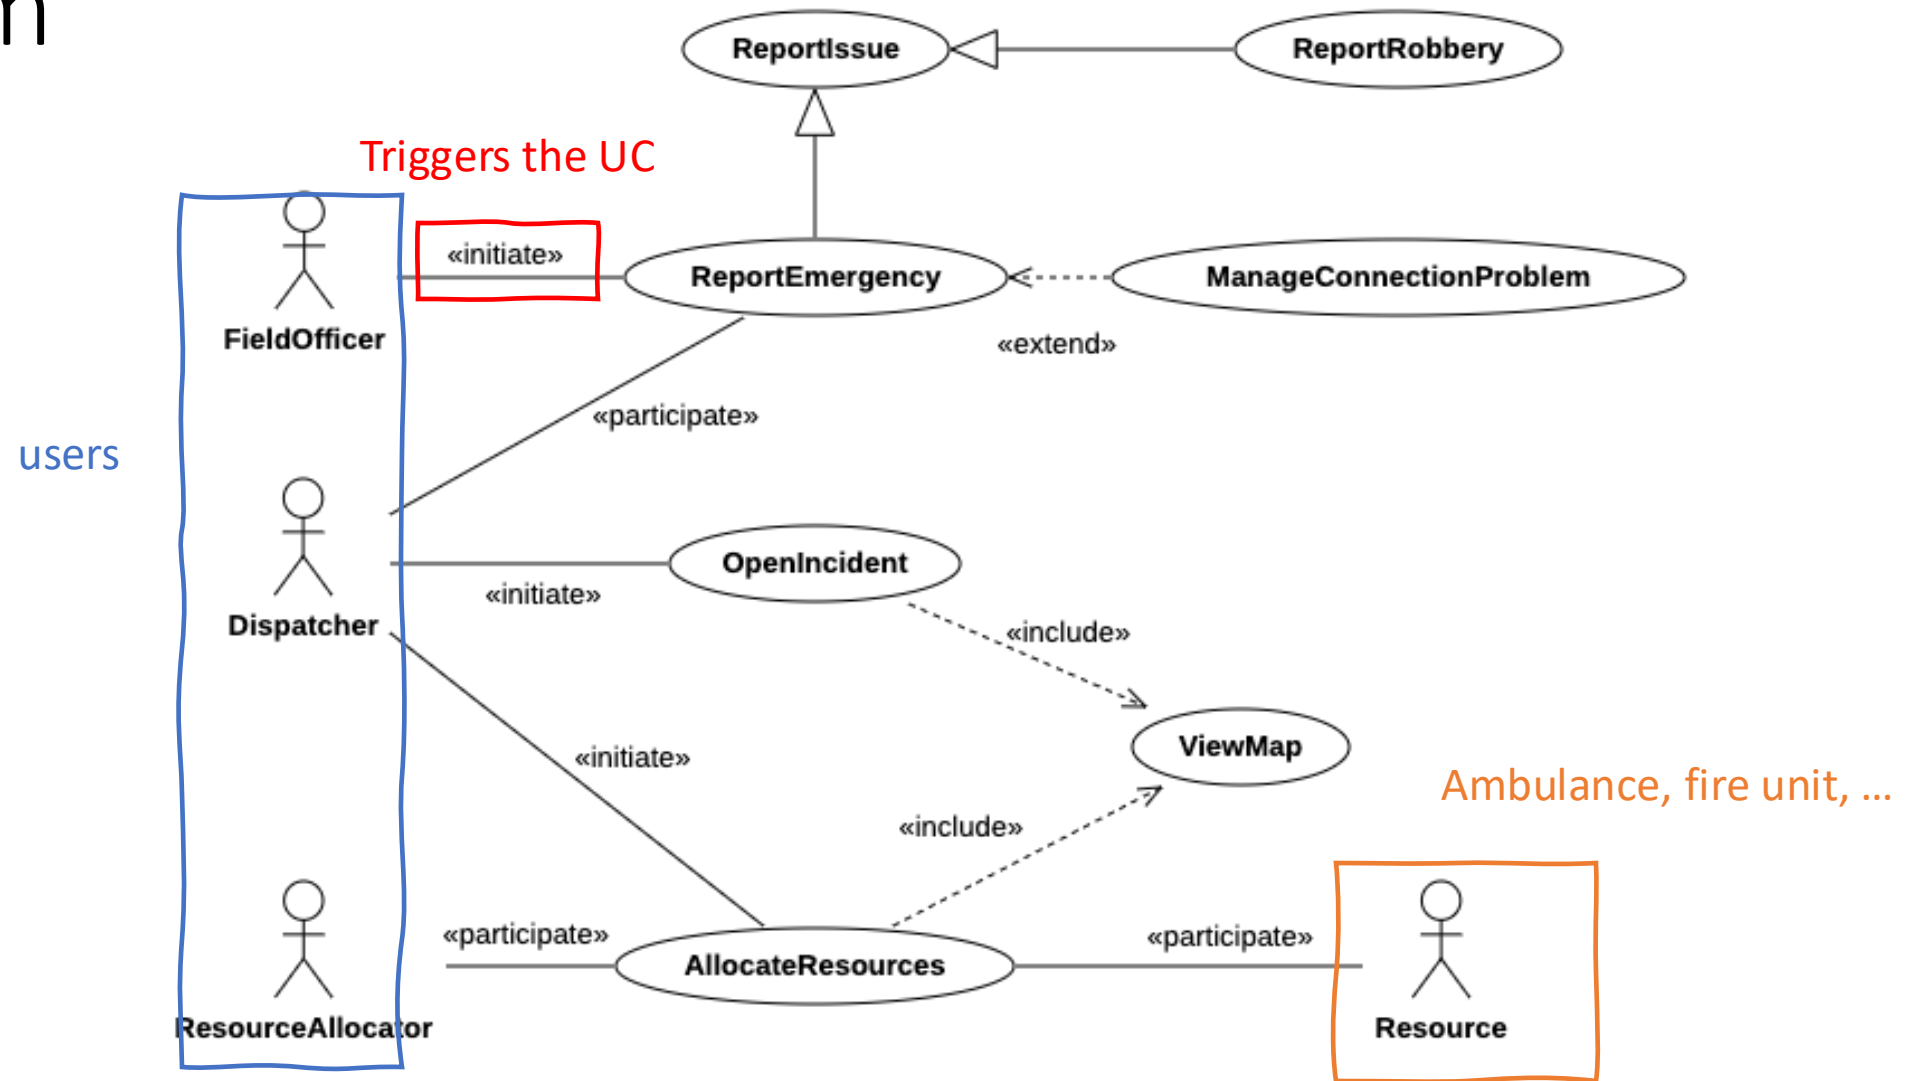 n
ReportIssue
ReportRobbery
Triggers the UC
«initiate»
ReportEmergency
ManageConnectionProblem
FieldOfficer
«extend»
«participate»
users
OpenIncident
«initiate»
Dispatcher
«include»
ViewMap
«initiate»
Ambulance, fire unit, ...
«include»
«participate»
«participate»
AllocateResources
ResourceAllocator
Resource